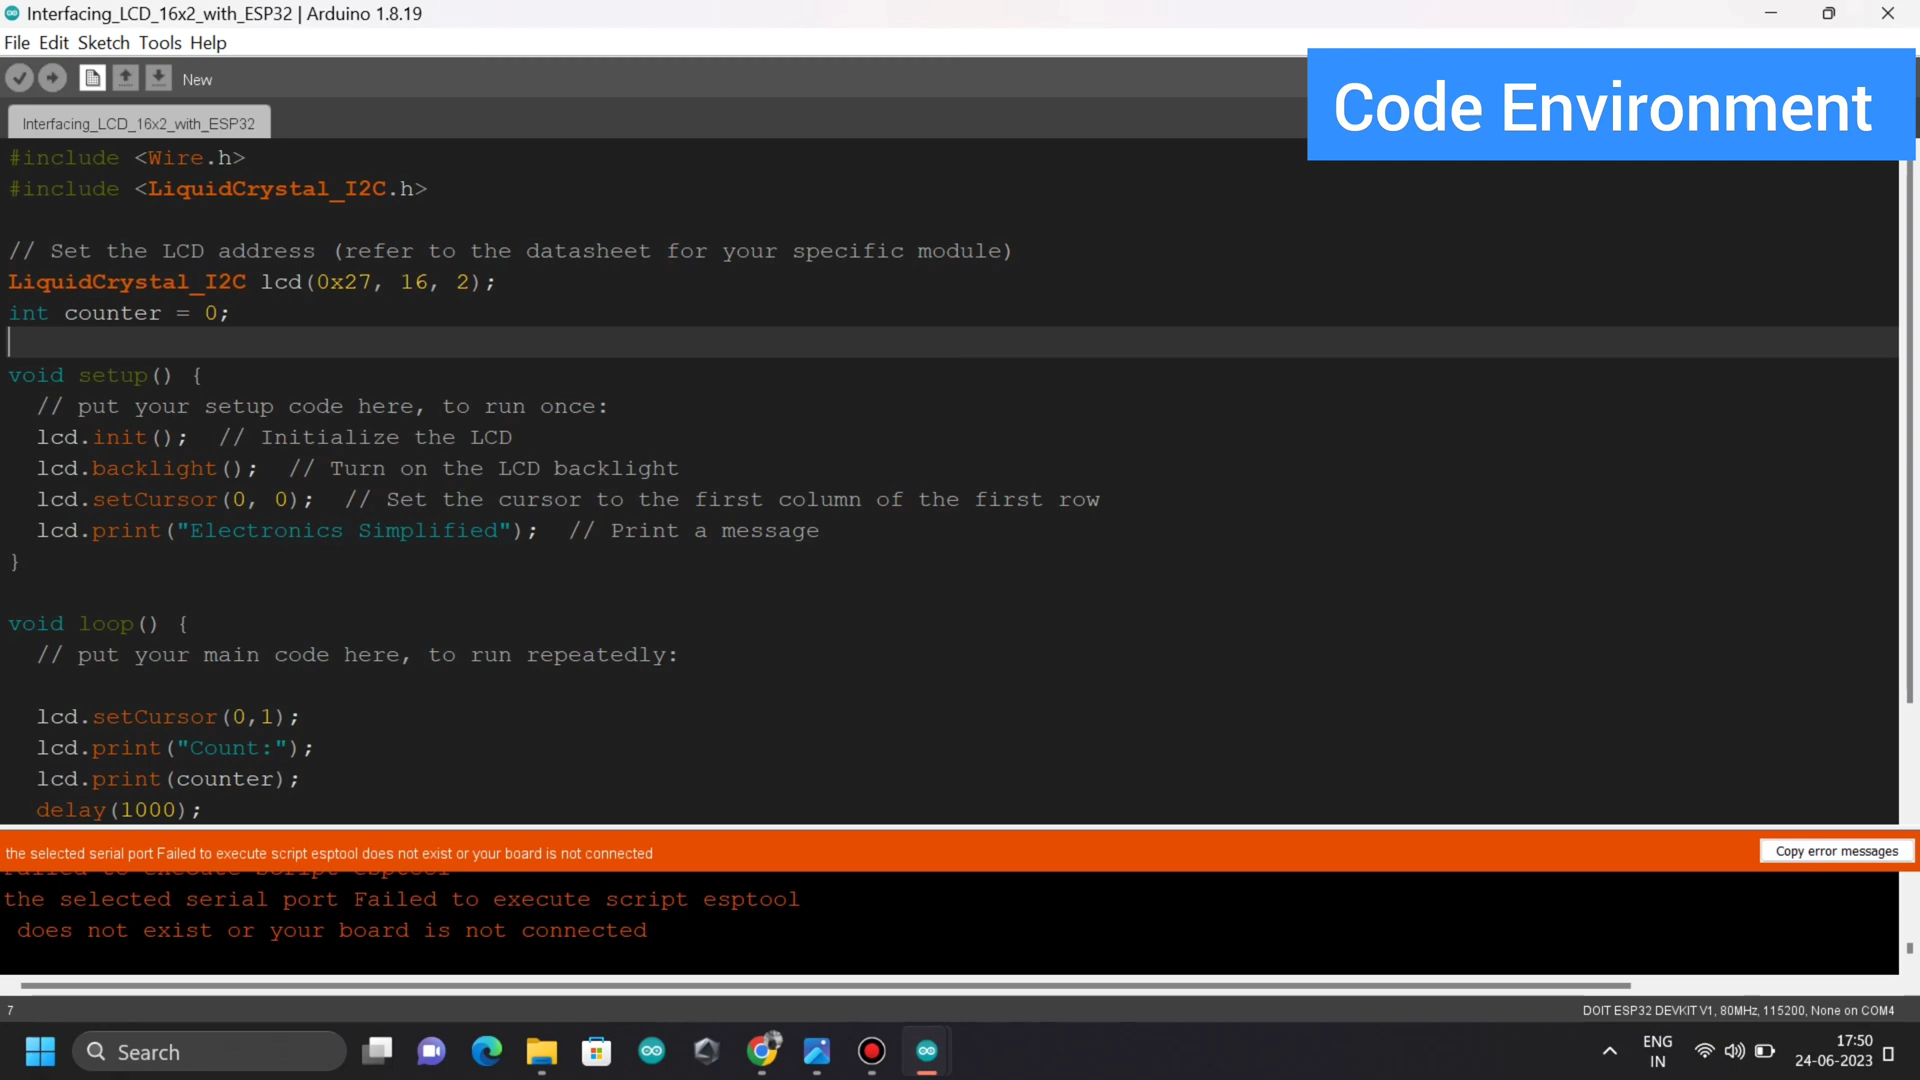 Interfacing_LCD_16x2_with_ESP32 | Arduino 1.8.19
File Edit Sketch Tools Help
New
Code Environment
Interfacing_LCD_16x2_with_ESP32
#include <Wire.h>
#include <LiquidCrystal_I2C.h>
// Set the LCD address (refer to the datasheet for your specific module)
LiquidCrystal_I2C lcd(0x27, 16, 2);
int counter = 0;
void setup() {
// put your setup code here, to run once:
lcd.init(); // Initialize the LCD
lcd.backlight(); // Turn on the LCD backlight
lcd.setCursor(0, 0); // Set the cursor to the first column of the first row
lcd.print("Electronics Simplified"); // Print a message
}
void loop() {
// put your main code here, to run repeatedly:
lcd.setCursor(0,1);
lcd.print("Count:");
lcd.print(counter);
delay(1000);
the selected serial port Failed to execute script esptool does not exist or your board is not connected
Copy error messages
Failed to execute script esptool
the selected serial port Failed to execute script esptool
does not exist or your board is not connected
7
DOIT ESP32 DEVKIT V1, 80MHz, 115200, None on COM4
Search
ENG
IN
17:50
24-06-2023